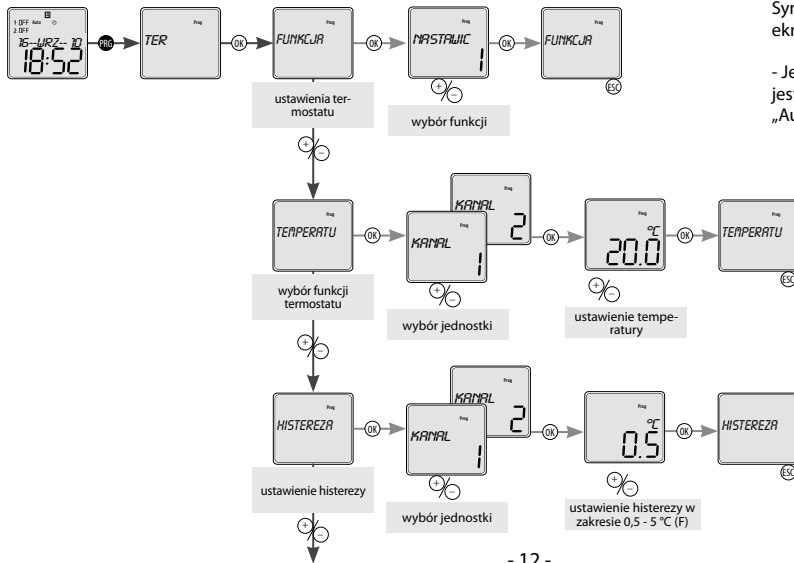 1 OFF Auto
2 OFF
16--WRZ-- 10
18:52
PRG
Prog
TER
OK
Prog
FUNKCJA
OK
Prog
NASTAWIC
1
OK
Prog
FUNKCJA
ESC
Sym
ekr
- Je
jest
„Au
ustawienia ter-
mostatu
+/-
wybór funkcji
+/-
Prog
TEMPERATU
OK
Prog
KANAL
2
Prog
KANAL
1
OK
Prog
°C
20.0
OK
Prog
TEMPERATU
ESC
wybór funkcji
termostatu
+/-
wybór jednostki
+/-
ustawienie tempe-
ratury
+/-
Prog
HISTEREZA
OK
Prog
KANAL
2
Prog
KANAL
1
OK
Prog
°C
0.5
OK
Prog
HISTEREZA
ESC
ustawienie histerezy
+/-
wybór jednostki
+/-
ustawienie histerezy w
zakresie 0,5 - 5 °C (F)
+/-
- 12 -